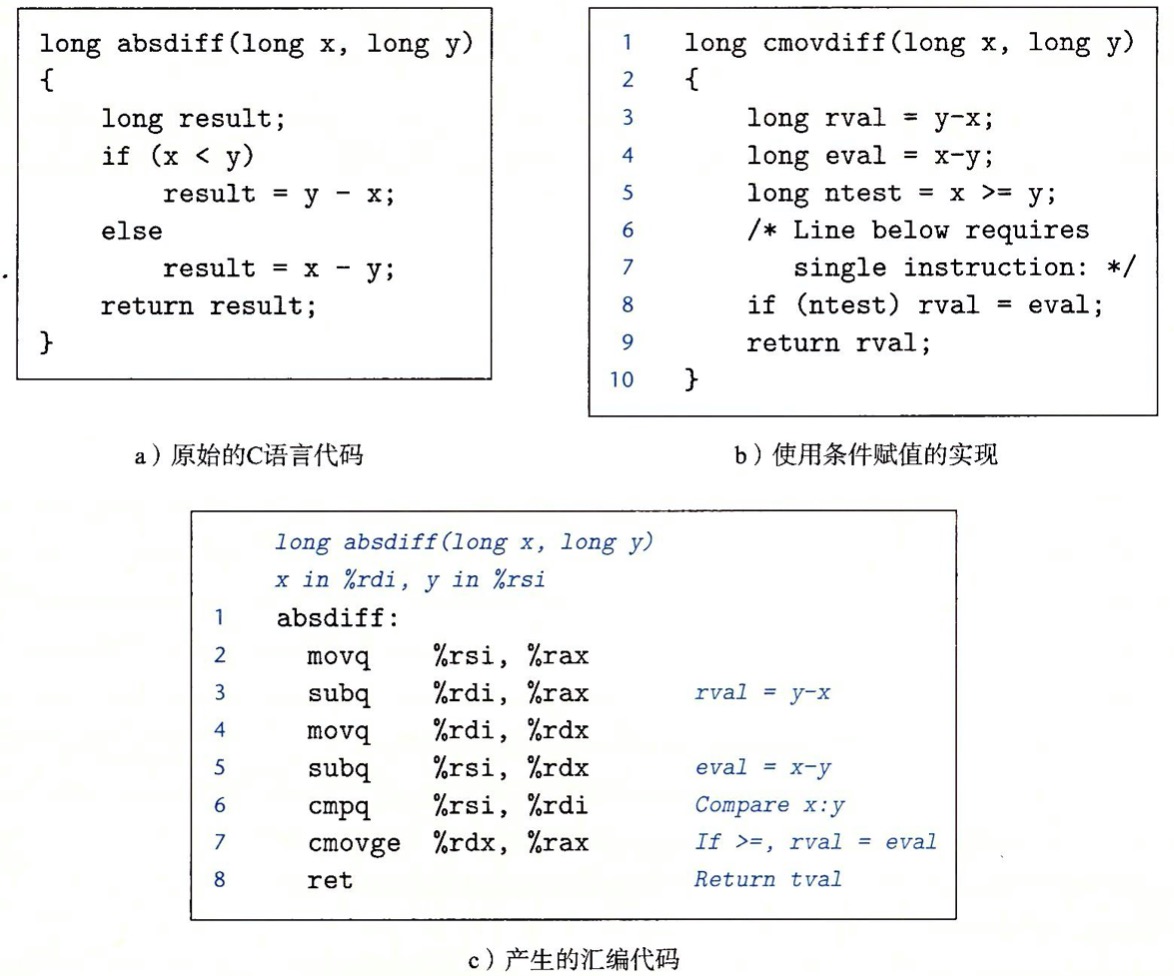 long absdiff(long x, long y)
{
    long result;
    if (x < y)
        result = y - x;
    else
        result = x - y;
    return result;
}
a）原始的C语言代码
1 long cmovdiff(long x, long y)
2 {
3     long rval = y-x;
4     long eval = x-y;
5     long ntest = x >= y;
6     /* Line below requires
7        single instruction: */
8     if (ntest) rval = eval;
9     return rval;
10 }
b）使用条件赋值的实现
long absdiff(long x, long y)
x in %rdi, y in %rsi
1 absdiff:
2   movq    %rsi, %rax
3   subq    %rdi, %rax    rval = y-x
4   movq    %rdi, %rdx
5   subq    %rsi, %rdx    eval = x-y
6   cmpq    %rsi, %rdi    Compare x:y
7   cmovge  %rdx, %rax    If >=, rval = eval
8   ret    Return tval
c）产生的汇编代码